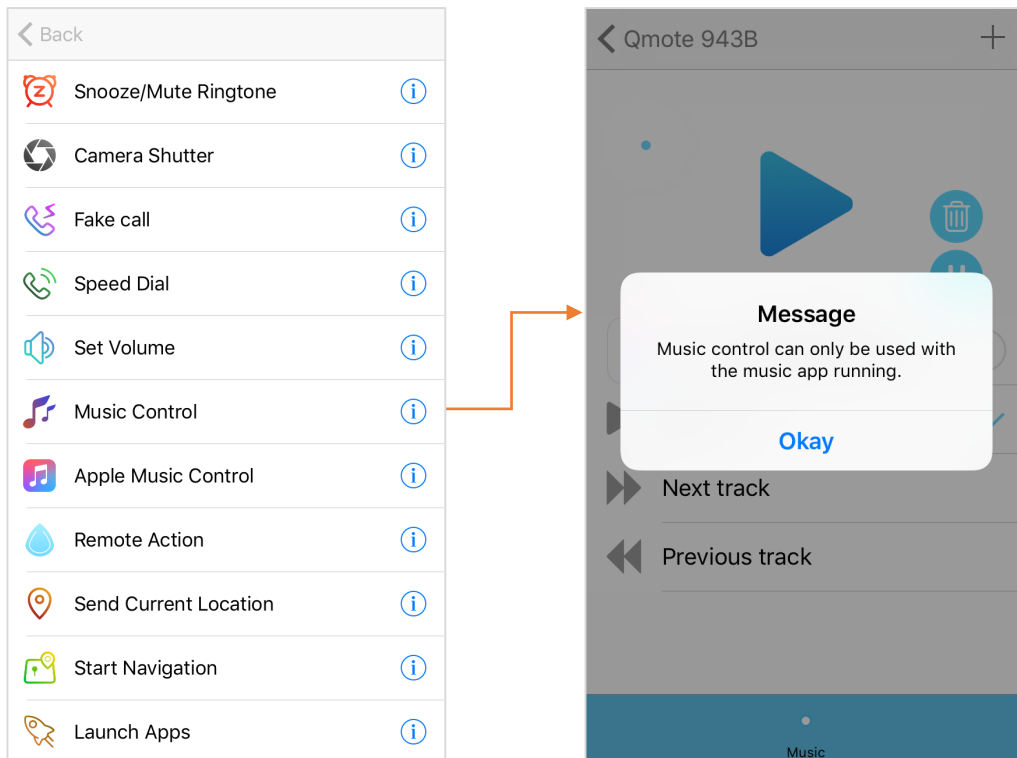 Back
Snooze/Mute Ringtone
Camera Shutter
Fake call
Speed Dial
Set Volume
Music Control
Apple Music Control
Remote Action
Send Current Location
Start Navigation
Launch Apps
Qmote 943B
Message
Music control can only be used with
the music app running.
Okay
Next track
Previous track
Music